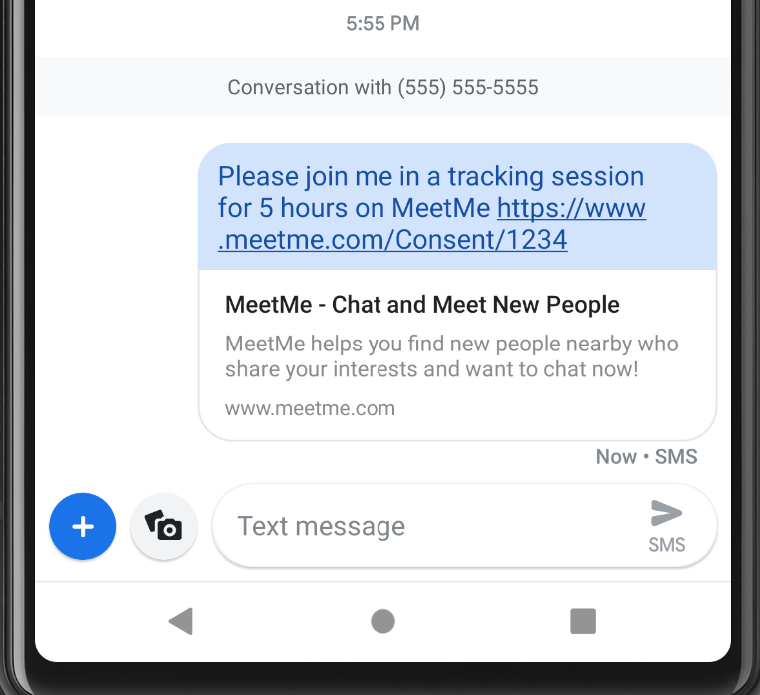 5:55 PM
Conversation with (555) 555-5555
Please join me in a tracking session
for 5 hours on MeetMe https://www
.meetme.com/Consent/1234
MeetMe - Chat and Meet New People
MeetMe helps you find new people nearby who
share your interests and want to chat now!
www.meetme.com
Now • SMS
Text message
SMS